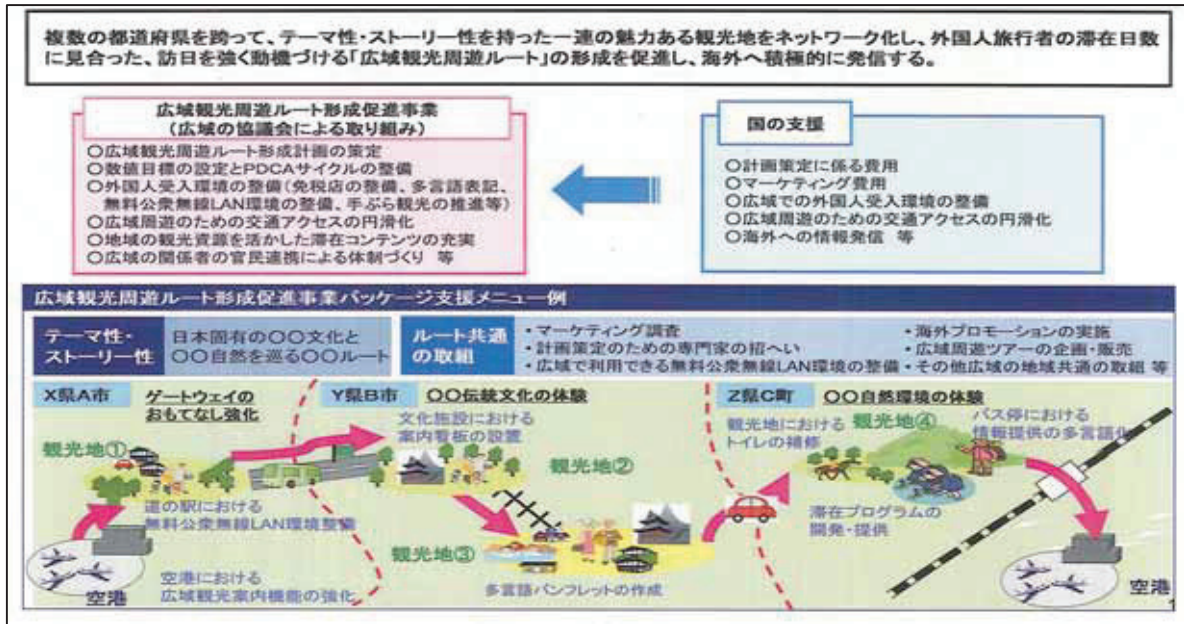 複数の都道府県を跨って、テーマ性・ストーリー性を持った一連の魅力ある観光地をネットワーク化し、外国人旅行者の滞在日数
に見合った、訪日を強く動機づける「広域観光周遊ルート」の形成を促進し、海外へ積極的に発信する。
広域観光周遊ルート形成促進事業
（広域の協議会による取り組み）
〇広域観光周遊ルート形成計画の策定
〇数値目標の設定とPDCAサイクルの整備
〇外国人受入環境の整備（免税店の整備、多言語表記、
無料公衆無線LAN環境の整備、手ぶら観光の推進等）
〇広域周遊のための交通アクセスの円滑化
〇地域の観光資源を活かした滞在コンテンツの充実
〇広域の関係者の官民連携による体制づくり 等
国の支援
〇計画策定に係る費用
〇マーケティング費用
〇広域での外国人受入環境の整備
〇広域周遊のための交通アクセスの円滑化
〇海外への情報発信 等
広域観光周遊ルート形成促進事業パッケージ支援メニュー例
テーマ性・
ストーリー性
日本固有の〇〇文化と
〇〇自然を巡る〇〇ルート
ルート共通
の取組
・マーケティング調査
・計画策定のための専門家の招へい
・広域で利用できる無料公衆無線LAN環境の整備
・海外プロモーションの実施
・広域周遊ツアーの企画・販売
・その他広域の地域共通の取組 等
X県A市
ゲートウェイの
おもてなし強化
観光地①
道の駅における
無料公衆無線LAN環境整備
空港における
広域観光案内機能の強化
空港
Y県B市
〇〇伝統文化の体験
文化施設における
案内看板の設置
観光地②
観光地③
多言語パンフレットの作成
Z県C町
〇〇自然環境の体験
観光地における
トイレの補修
観光地④
バス停における
情報提供の多言語化
滞在プログラムの
開発・提供
空港
1